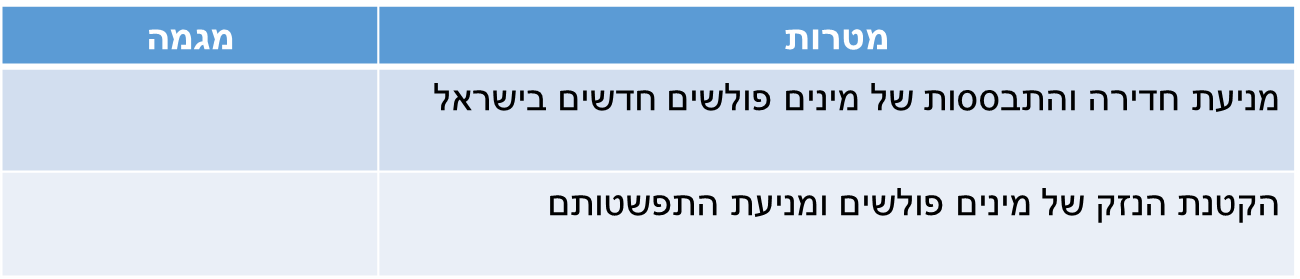 מטרות
מגמה
מניעת חדירה והתבססות של מינים פולשים חדשים בישראל
הקטנת הנזק של מינים פולשים ומניעת התפשטותם